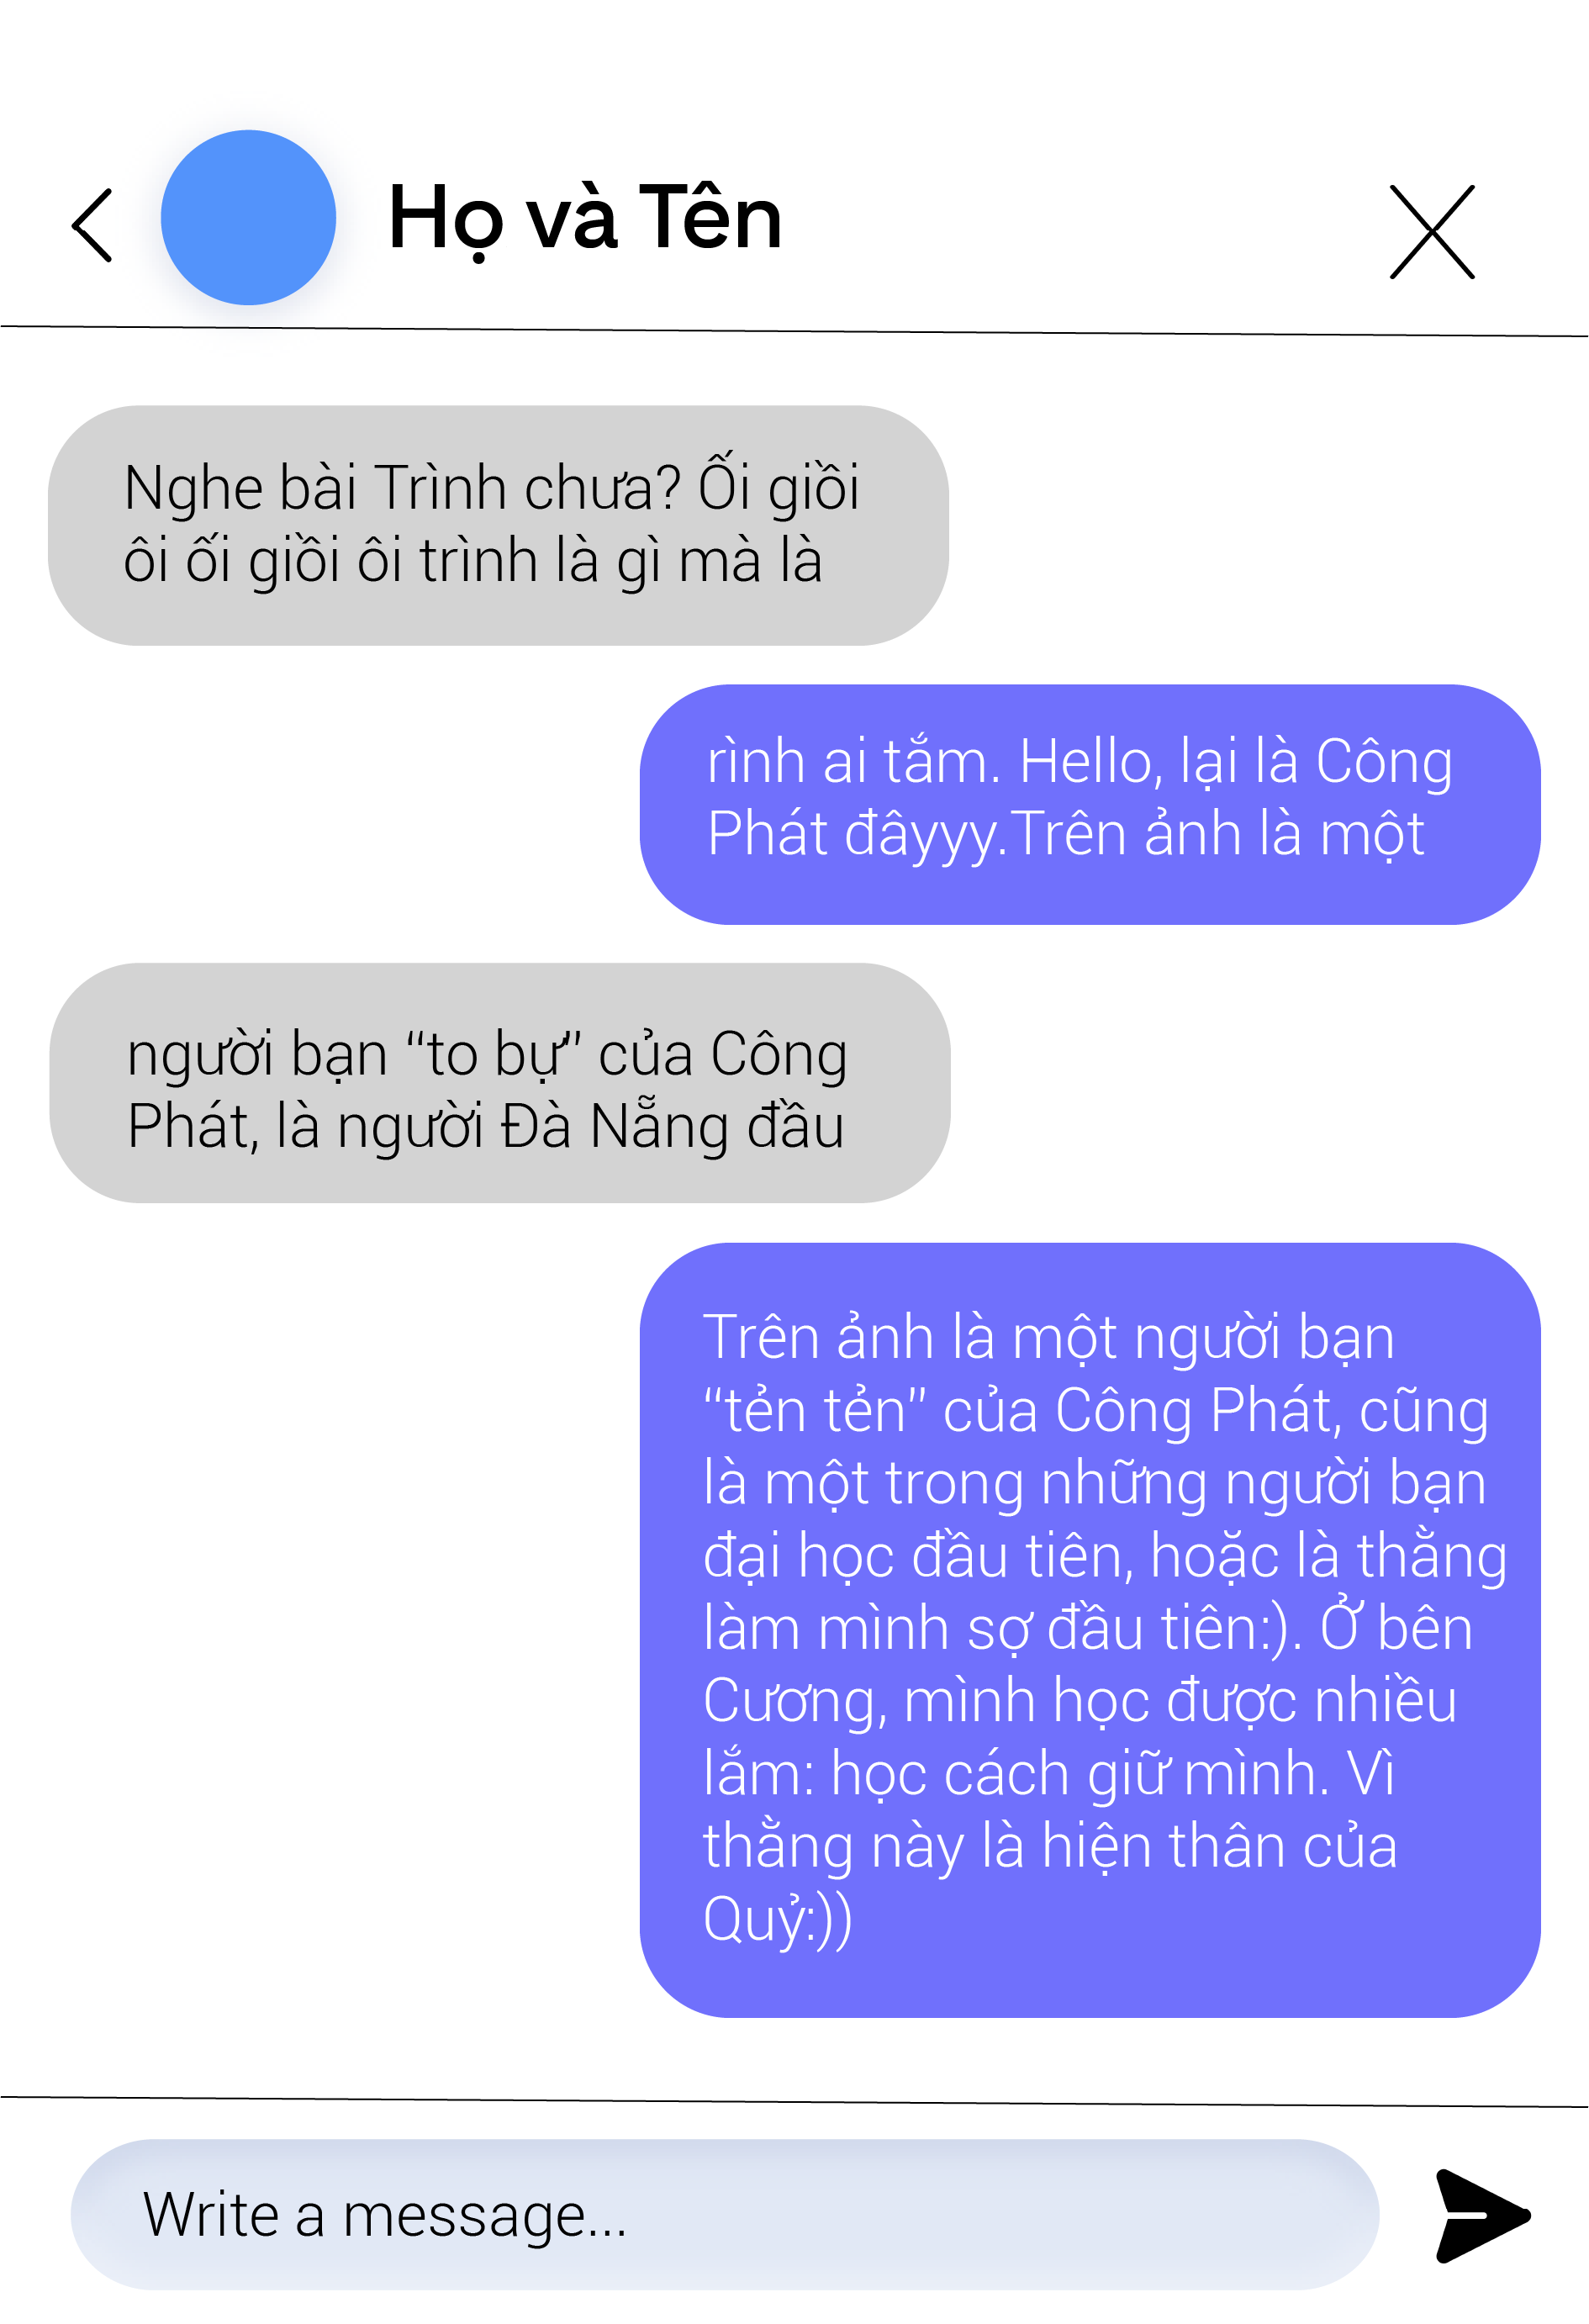 Họ và Tên
Nghe bài Trình chưa? Ối giồi
ôi ối giồi ôi trình là gì mà là
rình ai tắm. Hello, lại là Công
Phát đâyyy.Trên ảnh là một
người bạn “to bự” của Công
Phát, là người Đà Nẵng đầu
Trên ảnh là một người bạn
“tẻn tẻn” của Công Phát, cũng
là một trong những người bạn
đại học đầu tiên, hoặc là thằng
làm mình sợ đầu tiên:). Ở bên
Cương, mình học được nhiều
lắm: học cách giữ mình. Vì
thằng này là hiện thân của
Quỷ:))
Write a message...